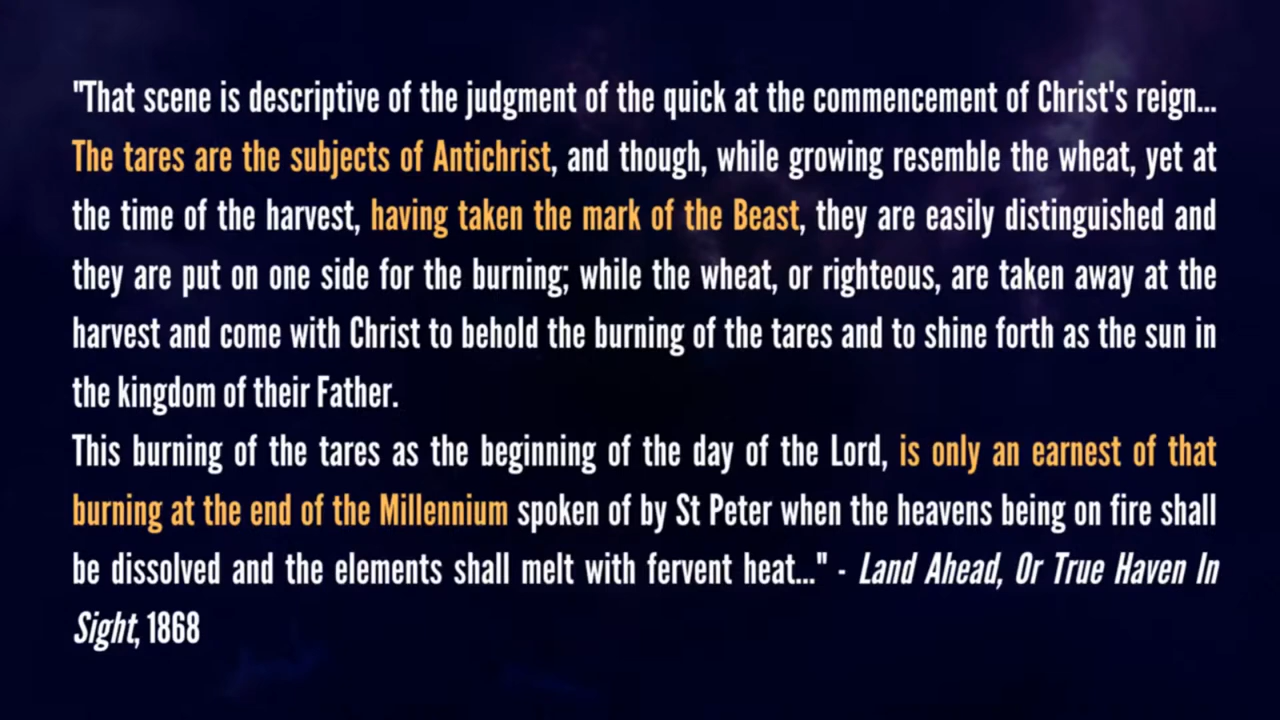 "That scene is descriptive of the judgment of the quick at the commencement of Christ's reign...
The tares are the subjects of Antichrist, and though, while growing resemble the wheat, yet at
the time of the harvest, having taken the mark of the Beast, they are easily distinguished and
they are put on one side for the burning; while the wheat, or righteous, are taken away at the
harvest and come with Christ to behold the burning of the tares and to shine forth as the sun in
the kingdom of their Father.
This burning of the tares as the beginning of the day of the Lord, is only an earnest of that
burning at the end of the Millennium spoken of by St Peter when the heavens being on fire shall
be dissolved and the elements shall melt with fervent heat..." - Land Ahead, Or True Haven In
Sight, 1868